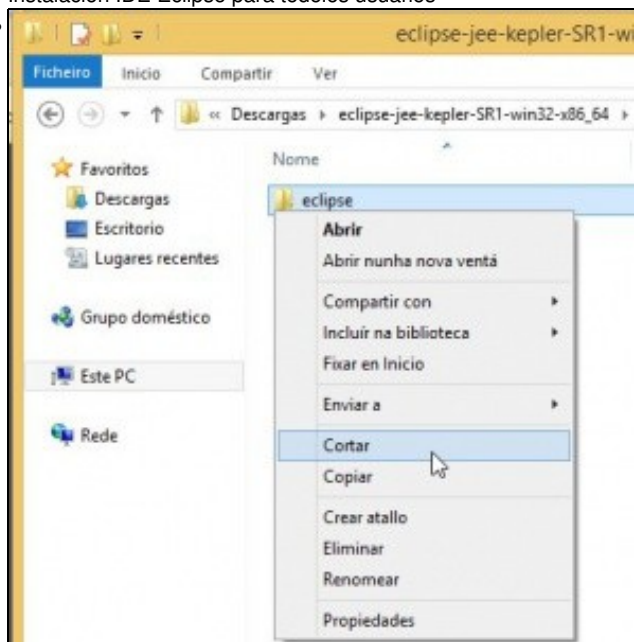 Instalación IDE Eclipse para todolos usuarios
eclipse-jee-kepler-SR1-wi
Ficheiro Inicio Compartir Ver
« Descargas eclipse-jee-kepler-SR1-win32-x86_64
Favoritos
Descargas
Escritorio
Lugares recentes
Grupo doméstico
Este PC
Rede
Nome
eclipse
Abrir
Abrir nunha nova ventá
Compartir con
Incluír na biblioteca
Fixar en Inicio
Enviar a
Cortar
Copiar
Crear atallo
Eliminar
Renomear
Propiedades